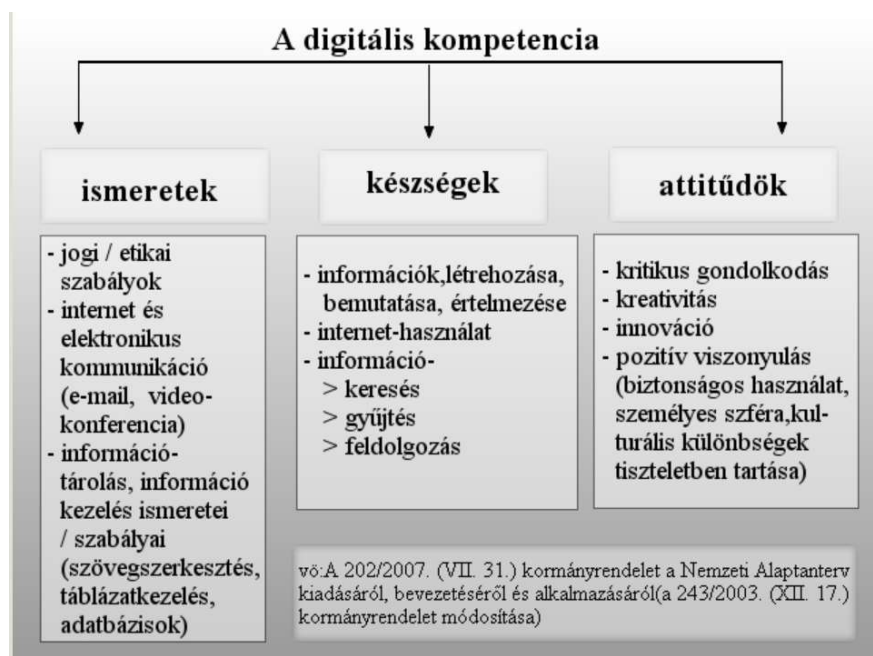 A digitális kompetencia
ismeretek
- jogi / etikai
szabályok
- internet és
elektronikus
kommunikáció
(e-mail, video-
konferencia)
- információ-
tárolás, információ
kezelés ismeretei
/ szabályai
(szövegszerkesztés,
táblázatkezelés,
adatbázisok)
készségek
- információk,létrehozása,
bemutatása, értelmezése
- internet-használat
- információ-
> keresés
> gyűjtés
> feldolgozás
attitűdök
- kritikus gondolkodás
- kreativitás
- innováció
- pozitív viszonyulás
(biztonságos használat,
személyes szféra,kul-
turális különbségek
tiszteletben tartása)
vö:A 202/2007. (VII. 31.) kormányrendelet a Nemzeti Alaptanterv
kiadásáról, bevezetéséről és alkalmazásáról(a 243/2003. (XII. 17.)
kormányrendelet módosítása)